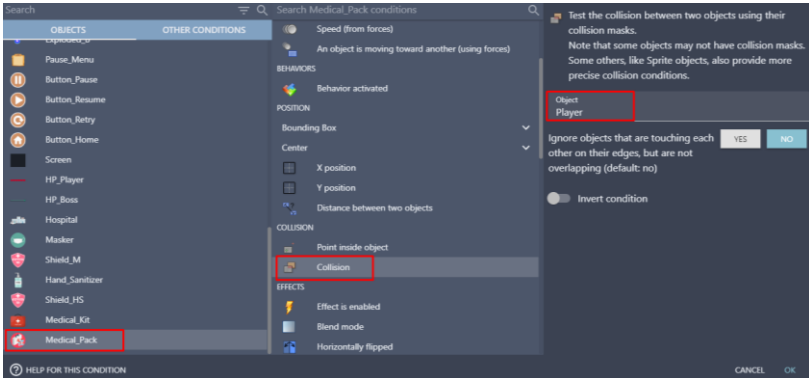 Search
OBJECTS
OTHER CONDITIONS
Explosed_B
Pause_Menu
Button_Pause
Button_Resume
Button_Retry
Button_Home
Screen
HP_Player
HP_Boss
Hospital
Masker
Shield_M
Hand_Sanitizer
Shield_HS
Medical_Kit
Medical_Pack
HELP FOR THIS CONDITION
Search Medical_Pack conditions
Speed (from forces)
An object is moving toward another (using forces)
BEHAVIORS
Behavior activated
POSITION
Bounding Box
Center
X position
Y position
Distance between two objects
COLLISION
Point inside object
Collision
EFFECTS
Effect is enabled
Blend mode
Horizontally flipped
Test the collision between two objects using their
collision masks.
Note that some objects may not have collision masks.
Some others, like Sprite objects, also provide more
precise collision conditions.
Object
Player
Ignore objects that are touching each
other on their edges, but are not
overlapping (default: no)
YES
NO
Invert condition
CANCEL
OK